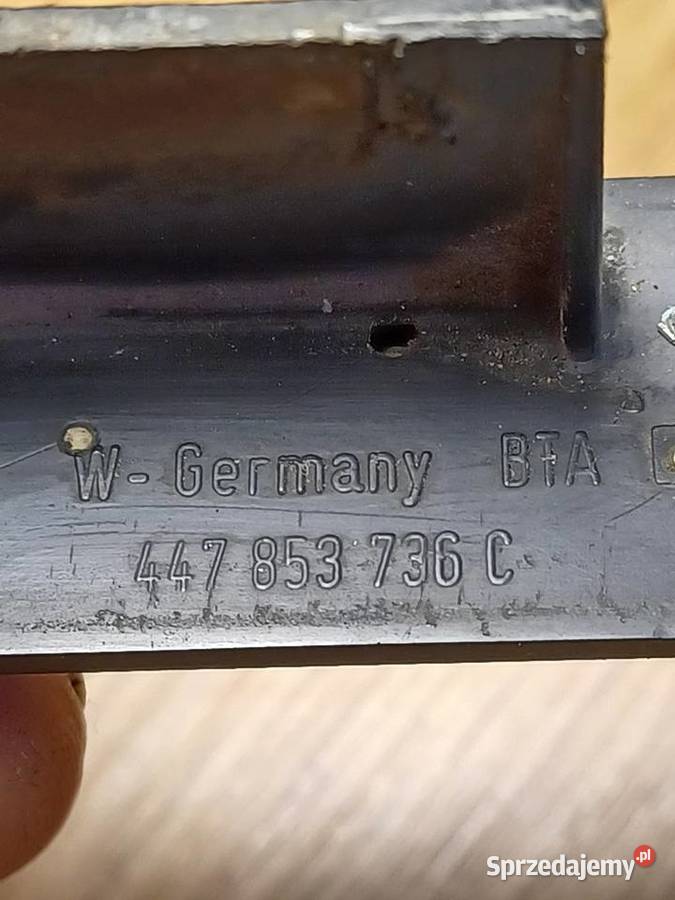 W-Germany BTA
447 853 736 C
Sprzedajemy.pl